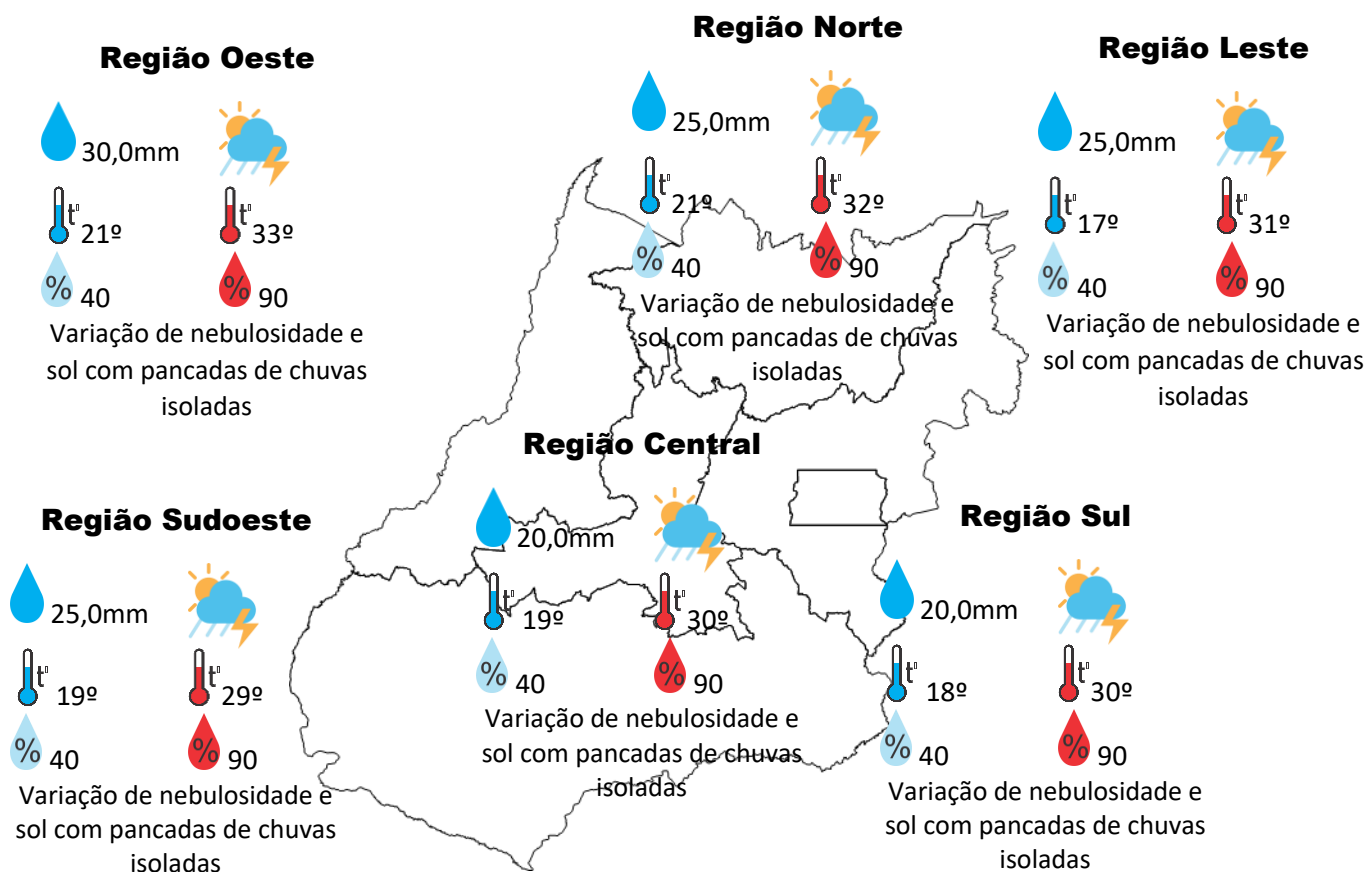 Região Oeste
30,0mm
t°
21º
33º
%
40
%
90
Variação de nebulosidade e
sol com pancadas de chuvas
isoladas
Região Norte
25,0mm
t°
21º
t°
32º
%
40
%
90
Variação de nebulosidade e
sol com pancadas de chuvas
isoladas
Região Leste
25,0mm
t°
17º
t°
31º
%
40
%
90
Variação de nebulosidade e
sol com pancadas de chuvas
isoladas
Região Sudoeste
25,0mm
t°
19º
t°
29º
%
40
%
90
Variação de nebulosidade e
sol com pancadas de chuvas
isoladas
Região Central
20,0mm
t°
19º
t°
30º
%
40
%
90
Variação de nebulosidade e
sol com pancadas de chuvas
isoladas
Região Sul
20,0mm
t°
18º
t°
30º
%
40
%
90
Variação de nebulosidade e
sol com pancadas de chuvas
isoladas